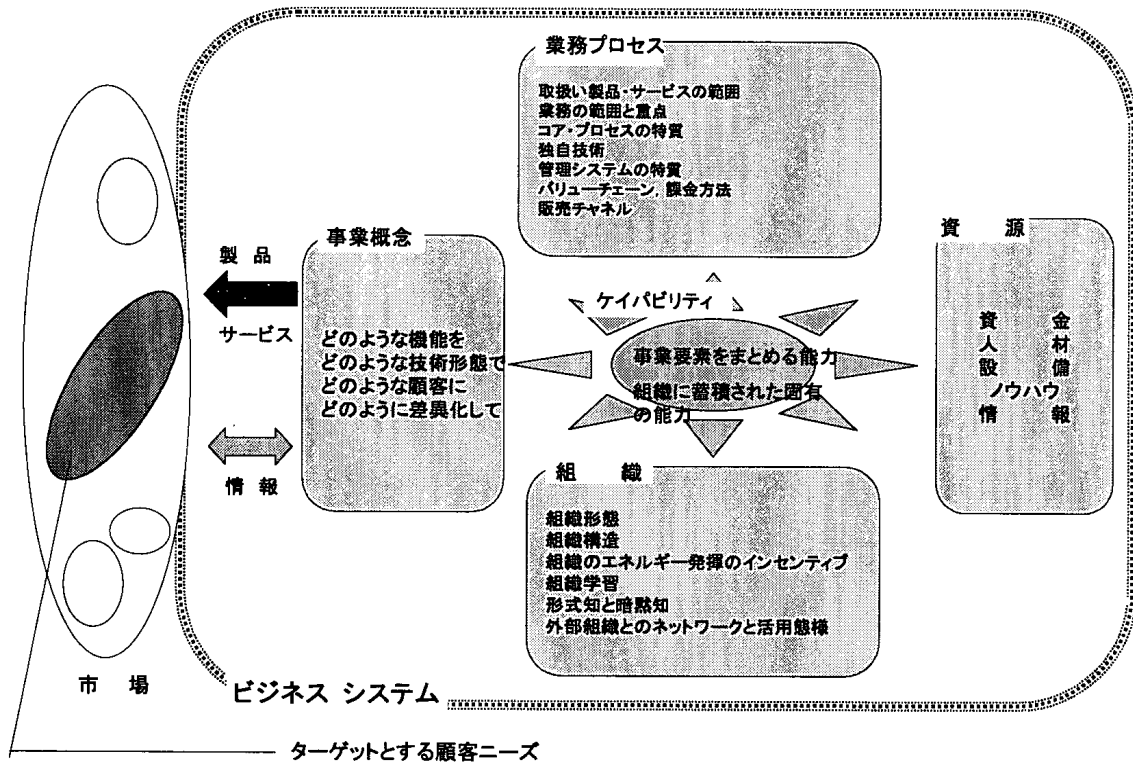 業務プロセス
取扱い製品・サービスの範囲
業務の範囲と重点
コア・プロセスの特質
独自技術
管理システムの特質
バリューチェーン, 課金方法
販売チャネル
事業概念
どのような機能を
どのような技術形態で
どのような顧客に
どのように差異化して
製 品
サービス
情 報
ケイパビリティ
事業要素をまとめる能力
組織に蓄積された固有
の能力
資 源
資 金
人 材
設 備
ノウハウ
情 報
組 織
組織形態
組織構造
組織のエネルギー発揮のインセンティブ
組織学習
形式知と暗黙知
外部組織とのネットワークと活用態様
市 場
ビジネス システム
ターゲットとする顧客ニーズ